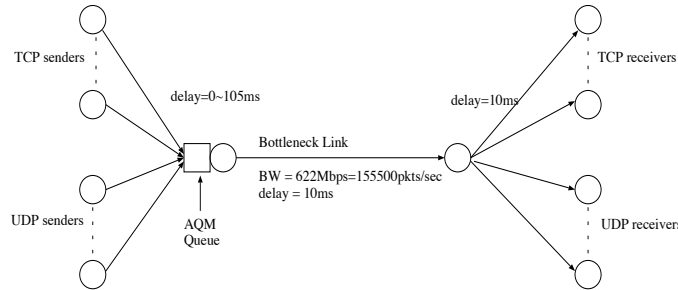 TCP senders
TCP receivers
delay=0~105ms
delay=10ms
Bottleneck Link
BW = 622Mbps=155500pkts/sec
delay = 10ms
UDP senders
AQM
Queue
UDP receivers